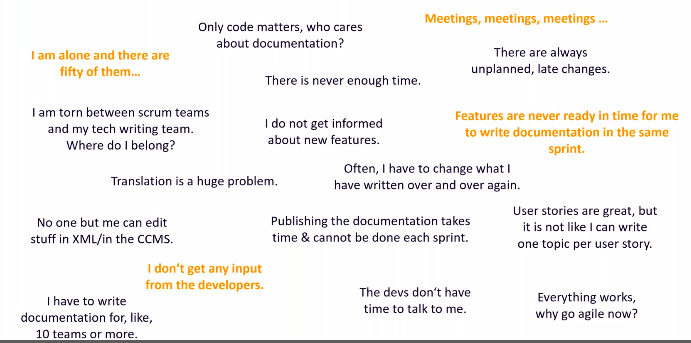 Meetings, meetings, meetings ...
Only code matters, who cares
about documentation?
I am alone and there are
fifty of them...
There are always
unplanned, late changes.
There is never enough time.
I am torn between scrum teams
and my tech writing team.
Where do I belong?
I do not get informed
about new features.
Features are never ready in time for me
to write documentation in the same
sprint.
Often, I have to change what I
have written over and over again.
Translation is a huge problem.
No one but me can edit
stuff in XML/in the CCMS.
Publishing the documentation takes
time & cannot be done each sprint.
User stories are great, but
it is not like I can write
one topic per user story.
I don't get any input
from the developers.
I have to write
documentation for, like,
10 teams or more.
The devs don't have
time to talk to me.
Everything works,
why go agile now?